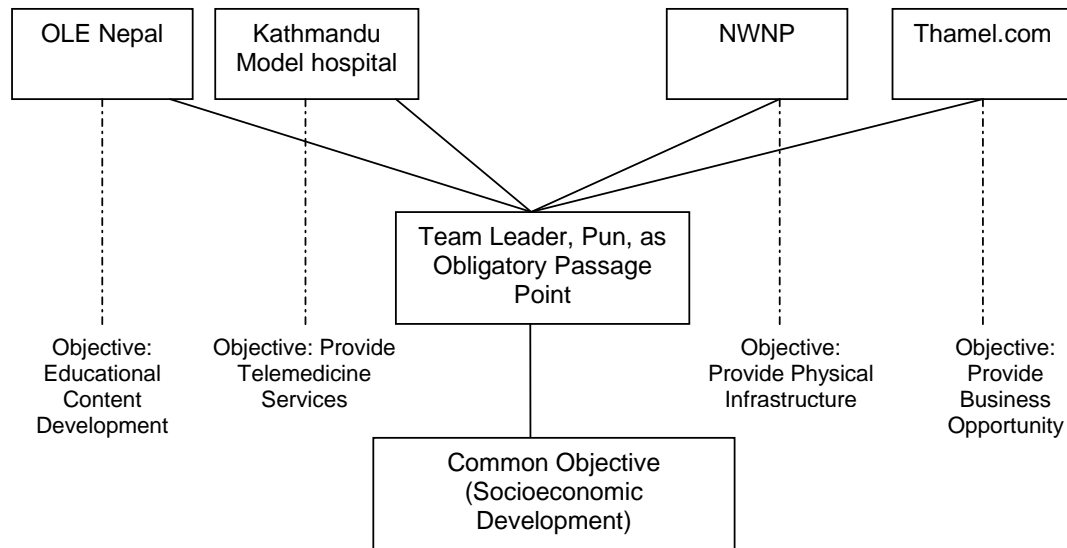 OLE Nepal
Kathmandu
Model hospital
NWNP
Thamel.com
Team Leader, Pun, as
Obligatory Passage
Point
Objective:
Educational
Content
Development
Objective: Provide
Telemedicine
Services
Objective:
Provide Physical
Infrastructure
Objective:
Provide
Business
Opportunity
Common Objective
(Socioeconomic
Development)